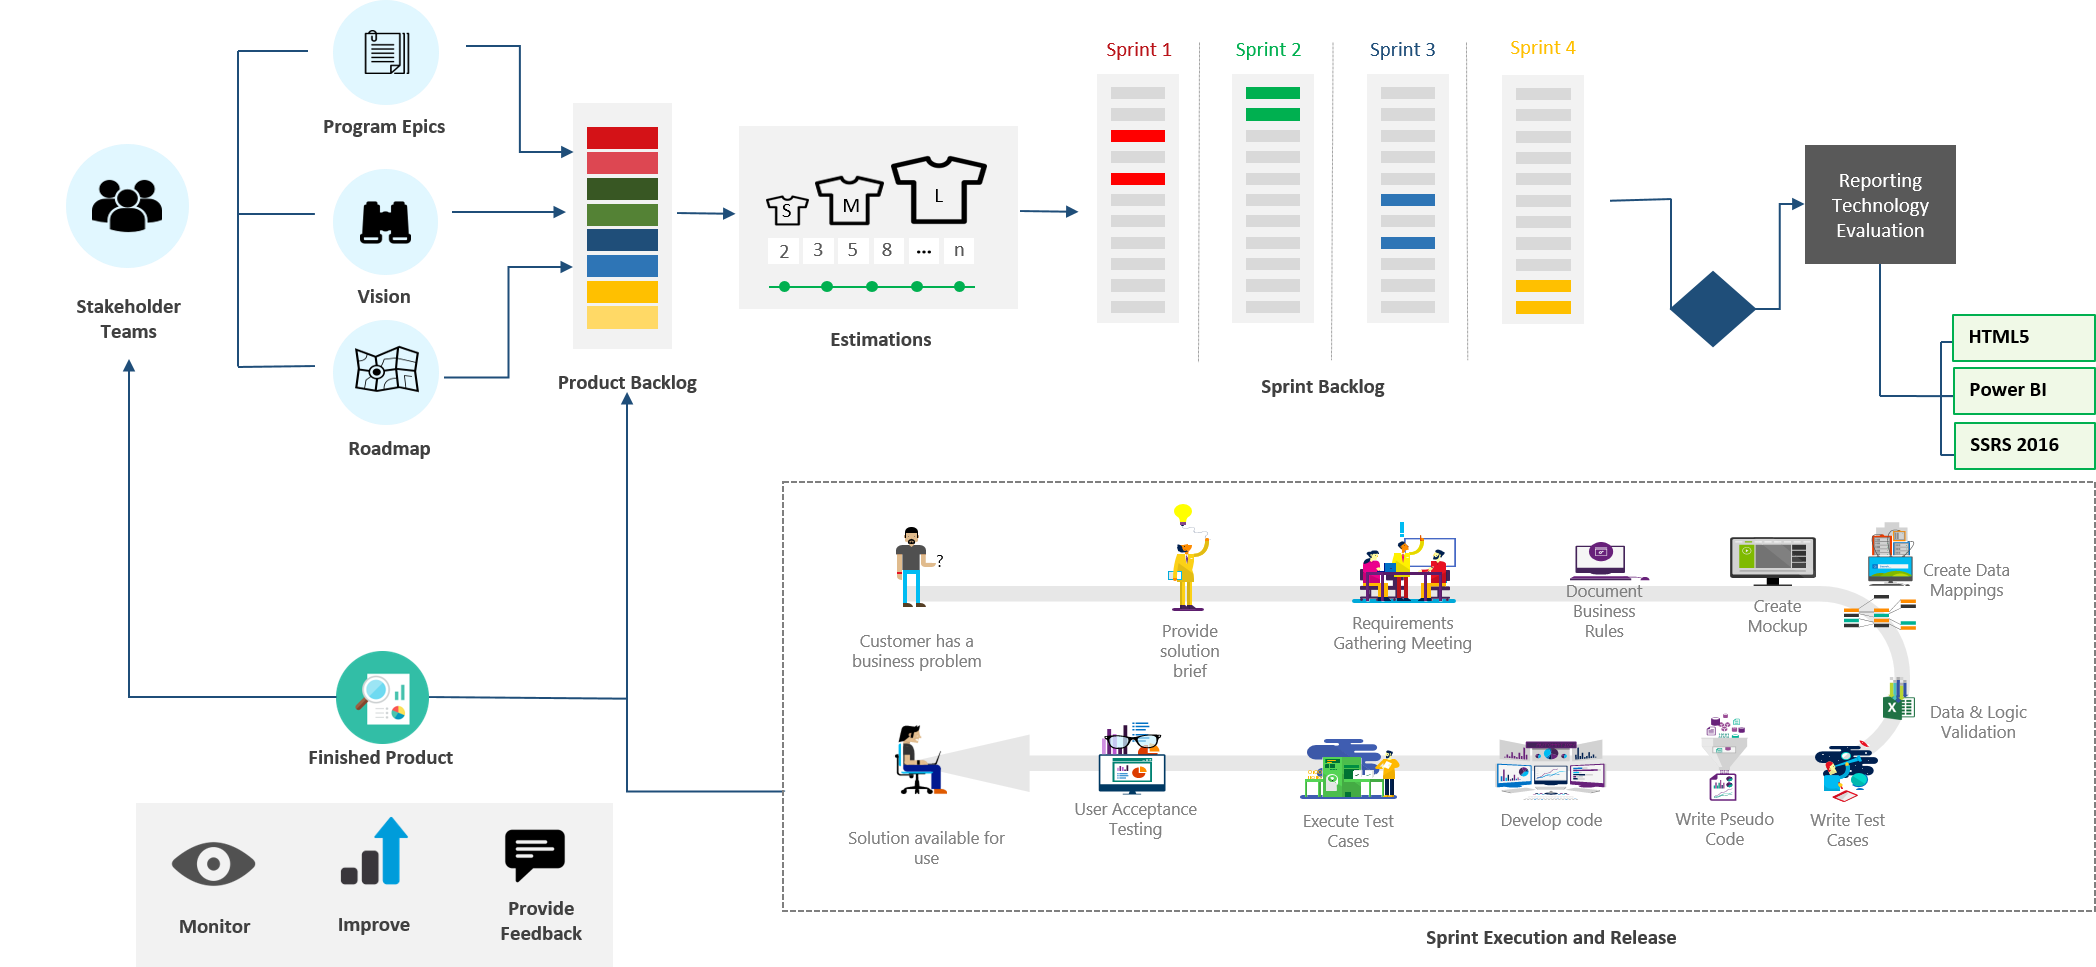 Program Epics
Stakeholder
Teams
Vision
Roadmap
Product Backlog
S
M
L
2 3 5 8 ... n
Estimations
Sprint 1
Sprint 2
Sprint 3
Sprint 4
Sprint Backlog
Reporting
Technology
Evaluation
HTML5
Power BI
SSRS 2016
?
Customer has a
business problem
Provide
solution
brief
Requirements
Gathering Meeting
Document
Business
Rules
Create
Mockup
Create Data
Mappings
X
Data & Logic
Validation
Write Test
Cases
Write Pseudo
Code
Develop code
Execute Test
Cases
User Acceptance
Testing
Solution available for
use
Sprint Execution and Release
Finished Product
Monitor
Improve
Provide
Feedback